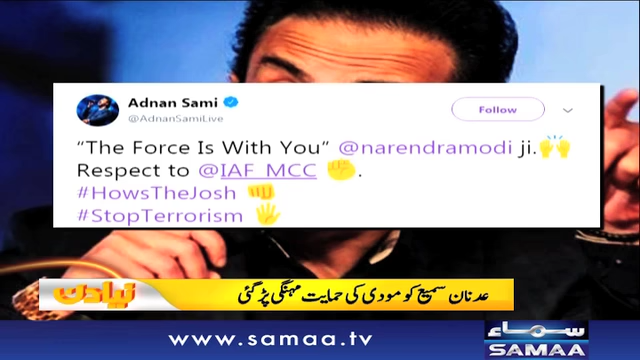 Adnan Sami
@AdnanSamiLive
Follow
“The Force Is With You” @narendramodi ji.
Respect to @IAF_MCC .
#HowsTheJosh
#StopTerrorism
نیا دن
عدنان سمیع کو مودی کی حمایت مہنگی پڑ گئی
www.samaa.tv
سماء
SAMAA